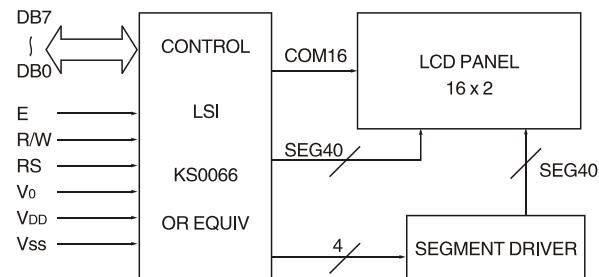 DB7
~
DB0
E
R/W
RS
V0
VDD
Vss
CONTROL
LSI
KS0066
OR EQUIV
COM16
SEG40
4
LCD PANEL
16 x 2
SEG40
SEGMENT DRIVER